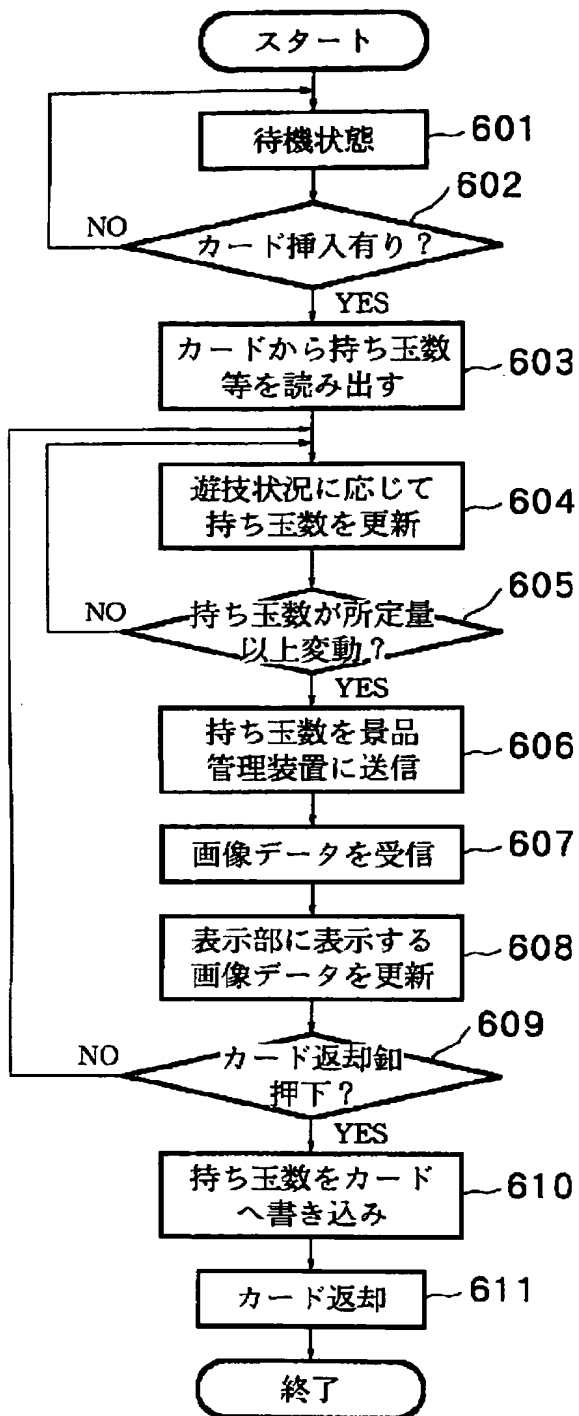 スタート
待機状態
601
602
NO
カード挿入有り？
YES
カードから持ち玉数
等を読み出す
603
遊技状況に応じて
持ち玉数を更新
604
605
NO
持ち玉数が所定量
以上変動？
YES
持ち玉数を景品
管理装置に送信
606
画像データを受信
607
表示部に表示する
画像データを更新
608
609
NO
カード返却釦
押下？
YES
持ち玉数をカード
へ書き込み
610
カード返却
611
終了